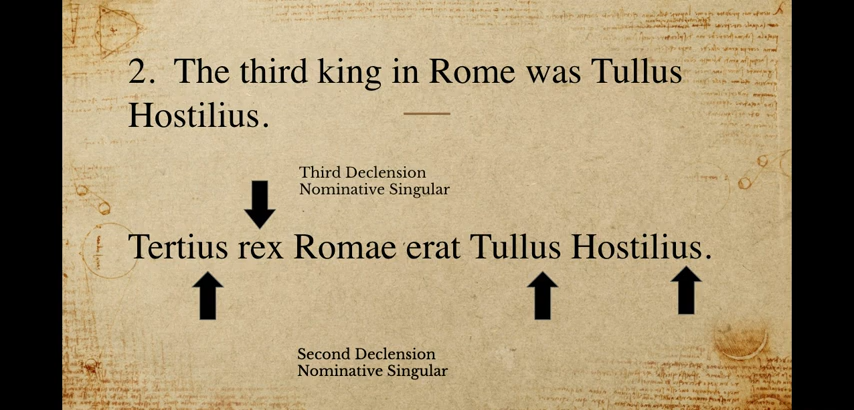 2. The third king in Rome was Tullus
Hostilius.
Third Declension
Nominative Singular
Tertius rex Romae erat Tullus Hostilius.
Second Declension
Nominative Singular